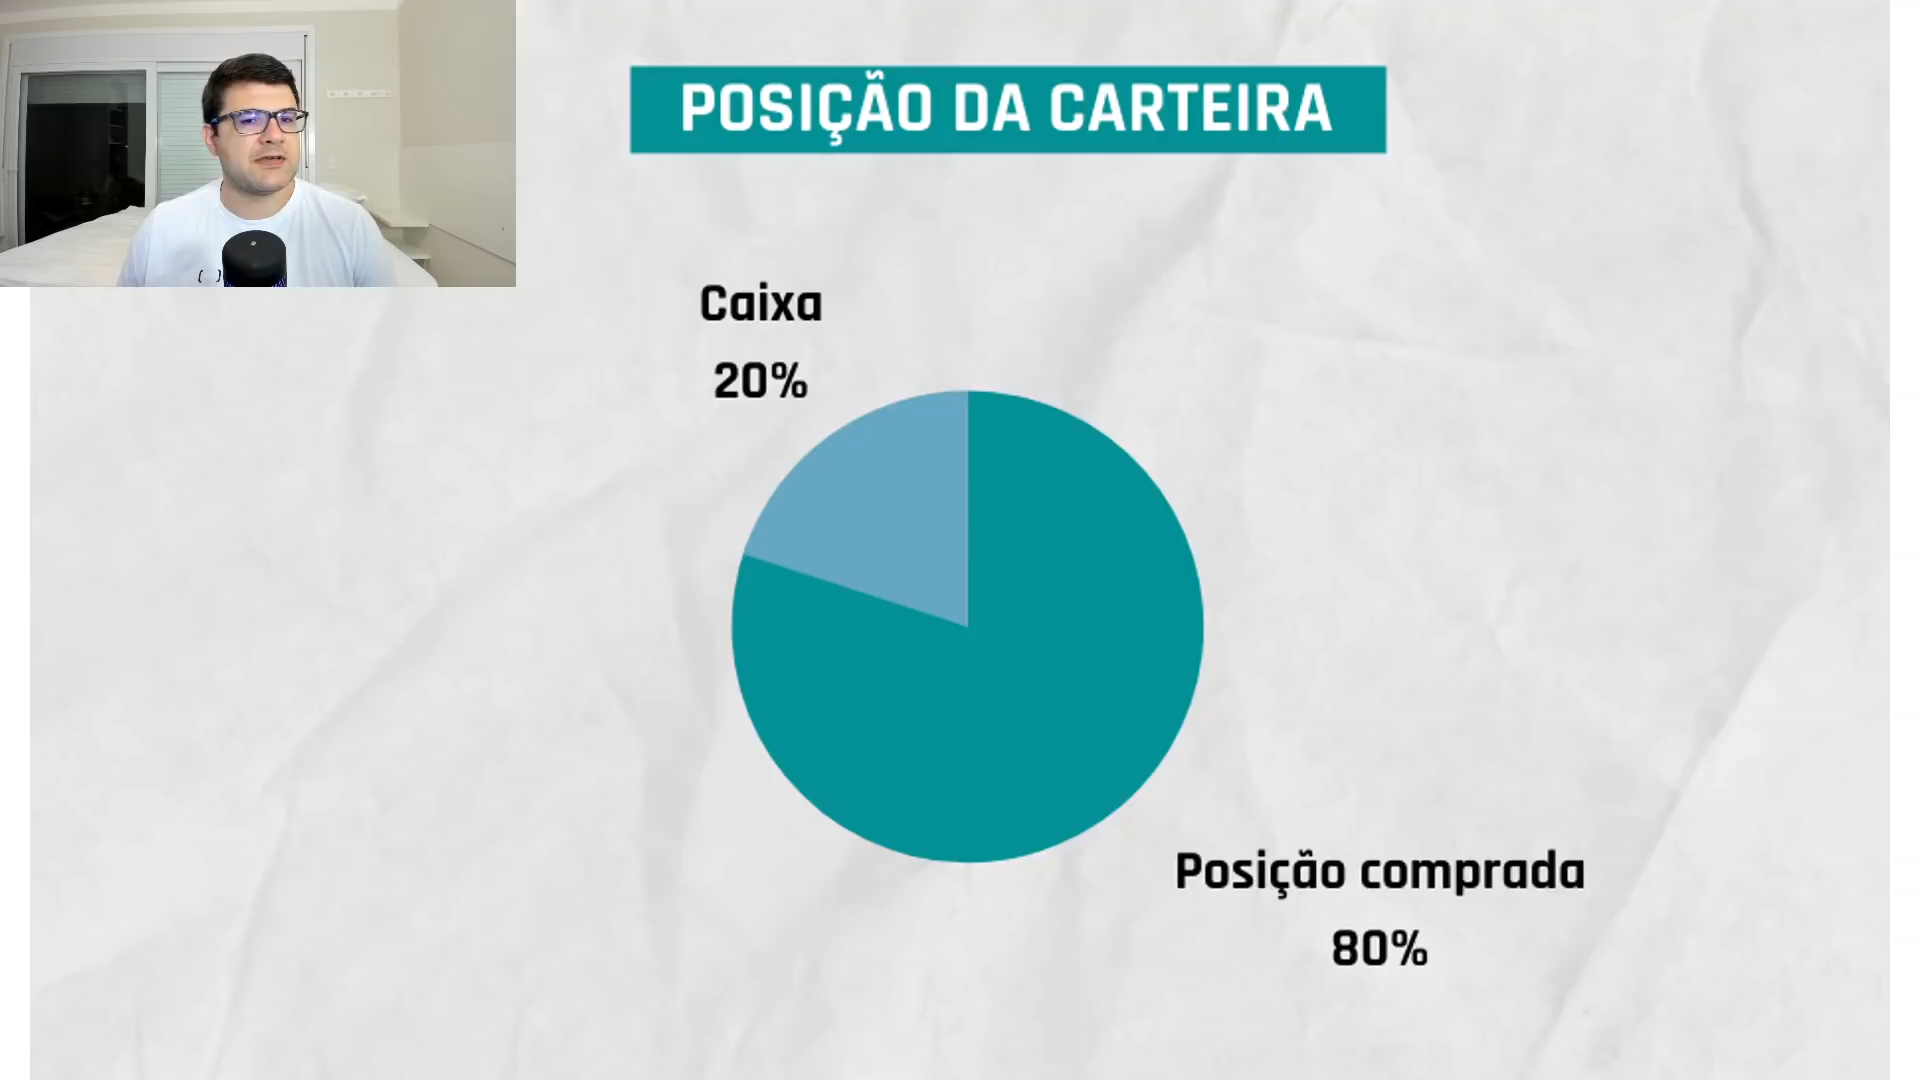 POSIÇÃO DA CARTEIRA
Caixa
20%
Posição comprada
80%